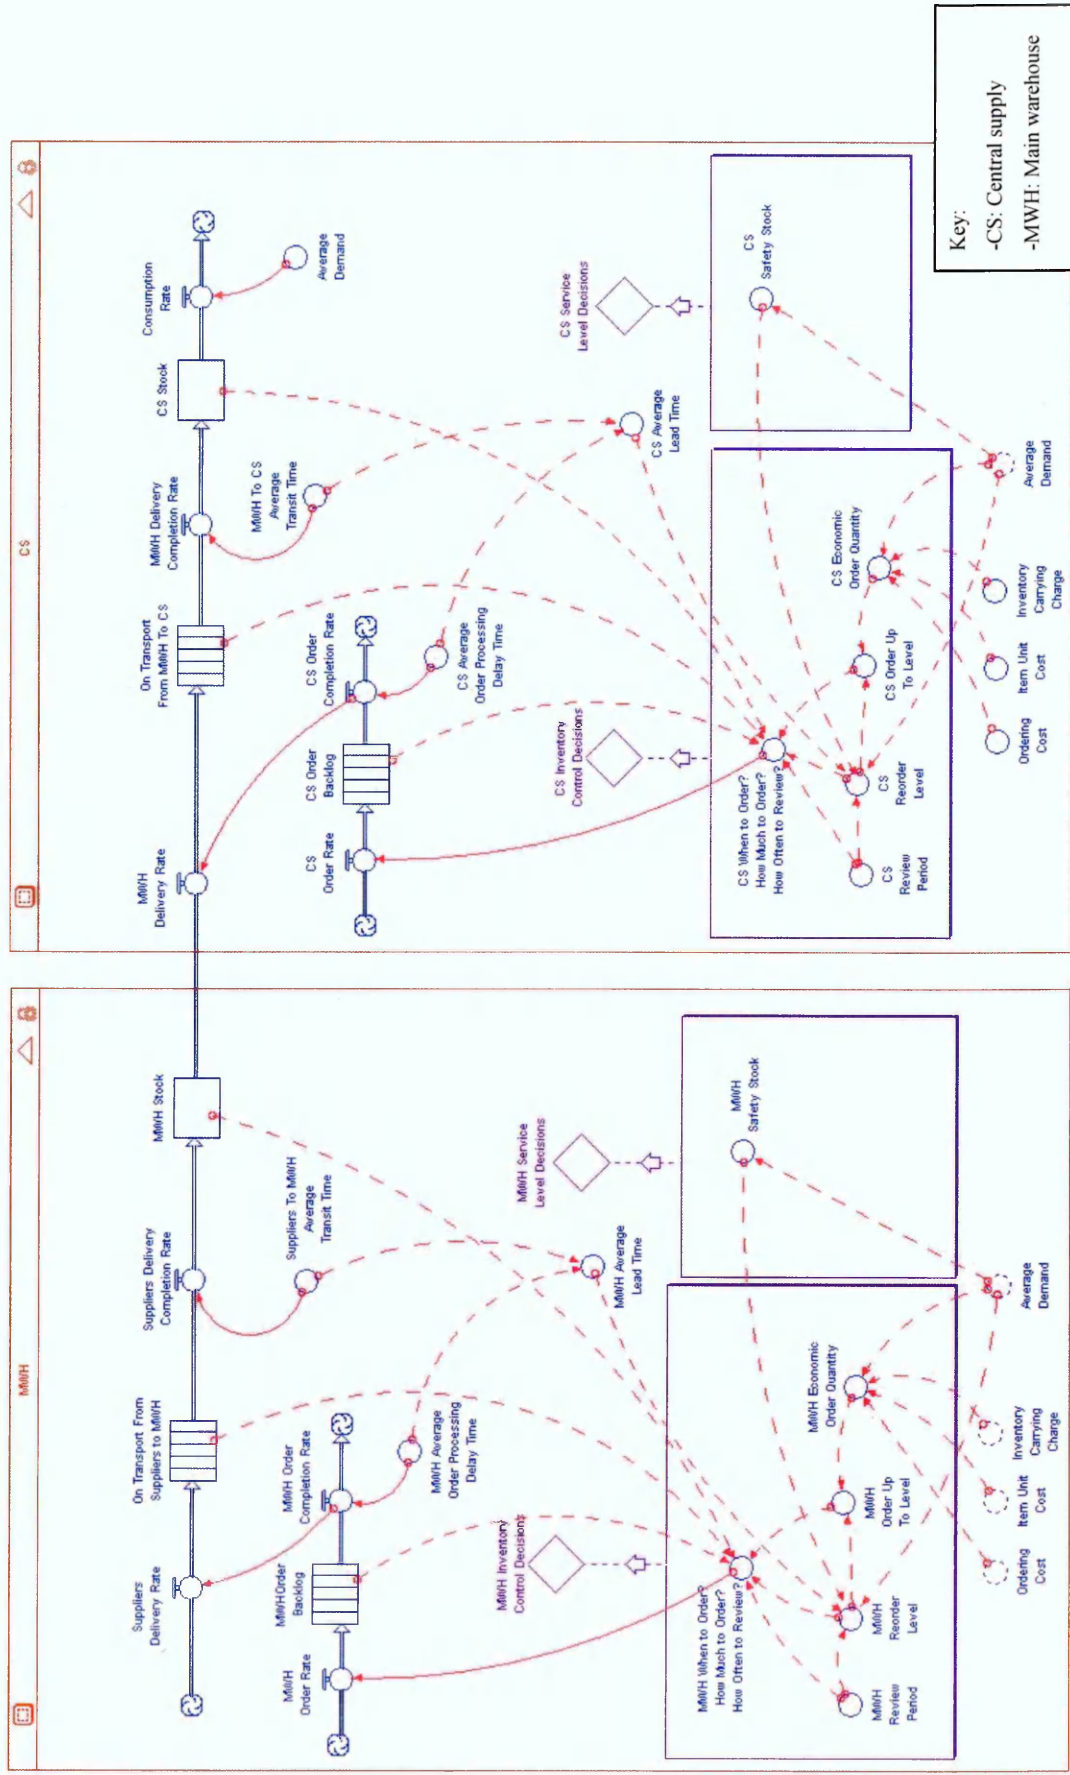 MWH
Suppliers
Delivery Rate
On Transport From
Suppliers to MWH
Suppliers Delivery
Completion Rate
MWH Stock
MWH
Order Rate
MWHOrder
Backlog
MWH Order
Completion Rate
Suppliers To MWH
Average
Transit Time
MWH Average
Order Processing
Delay Time
MWH Inventory
Control Decisions
MWH Average
Lead Time
MWH Service
Level Decisions
MWH When to Order?
How Much to Order?
How Often to Review?
MWH
Safety Stock
MWH Economic
Order Quantity
MWH
Review
Period
MWH
Reorder
Level
MWH
Order Up
To Level
Ordering
Cost
Item Unit
Cost
Inventory
Carrying
Charge
Average
Demand
CS
MWH
Delivery Rate
On Transport
From MWH To CS
MWH Delivery
Completion Rate
CS Stock
Consumption
Rate
Average
Demand
CS
Order Rate
CS Order
Backlog
CS Order
Completion Rate
MWH To CS
Average
Transit Time
CS Average
Order Processing
Delay Time
CS Inventory
Control Decisions
CS Average
Lead Time
CS Service
Level Decisions
CS When to Order?
How Much to Order?
How Often to Review?
CS
Safety Stock
CS Economic
Order Quantity
CS
Review
Period
CS
Reorder
Level
CS Order Up
To Level
Ordering
Cost
Item Unit
Cost
Inventory
Carrying
Charge
Average
Demand
Key:
-CS: Central supply
-MWH: Main warehouse